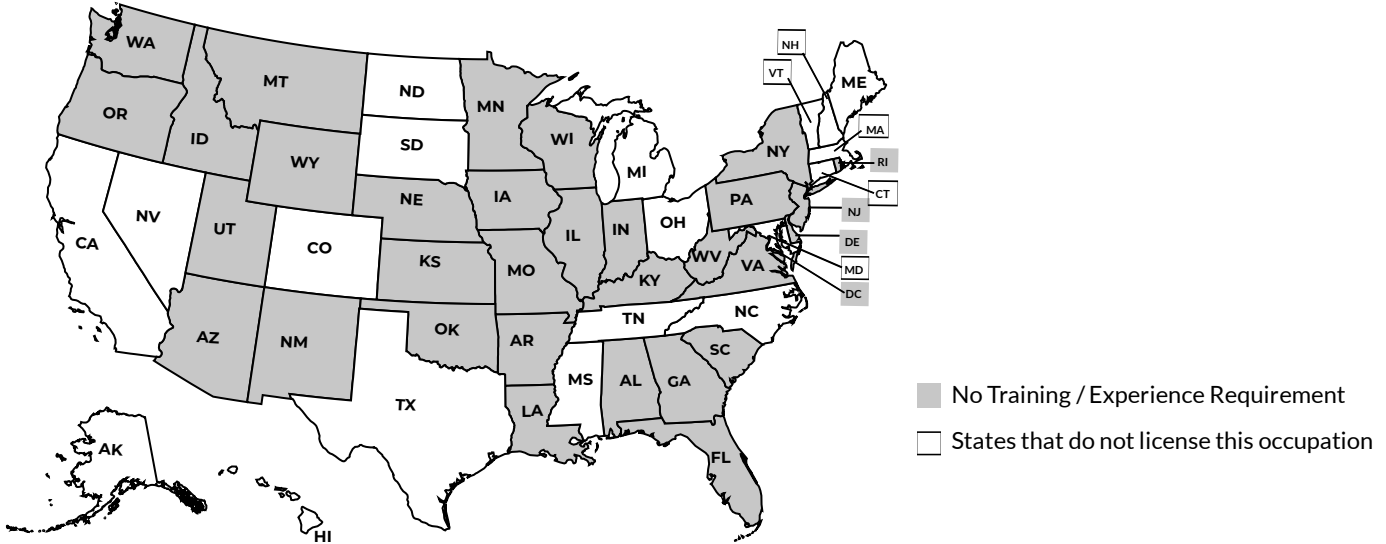 WA
MT
ND
MN
OR
ID
WY
SD
WI
MI
NY
VT
NH
ME
MA
RI
CT
NJ
DE
MD
DC
NV
CA
UT
CO
NE
IA
KS
MO
IL
IN
OH
PA
WV
VA
KY
NC
TN
SC
AZ
NM
OK
AR
TX
LA
MS
AL
GA
FL
AK
HI
No Training / Experience Requirement
States that do not license this occupation